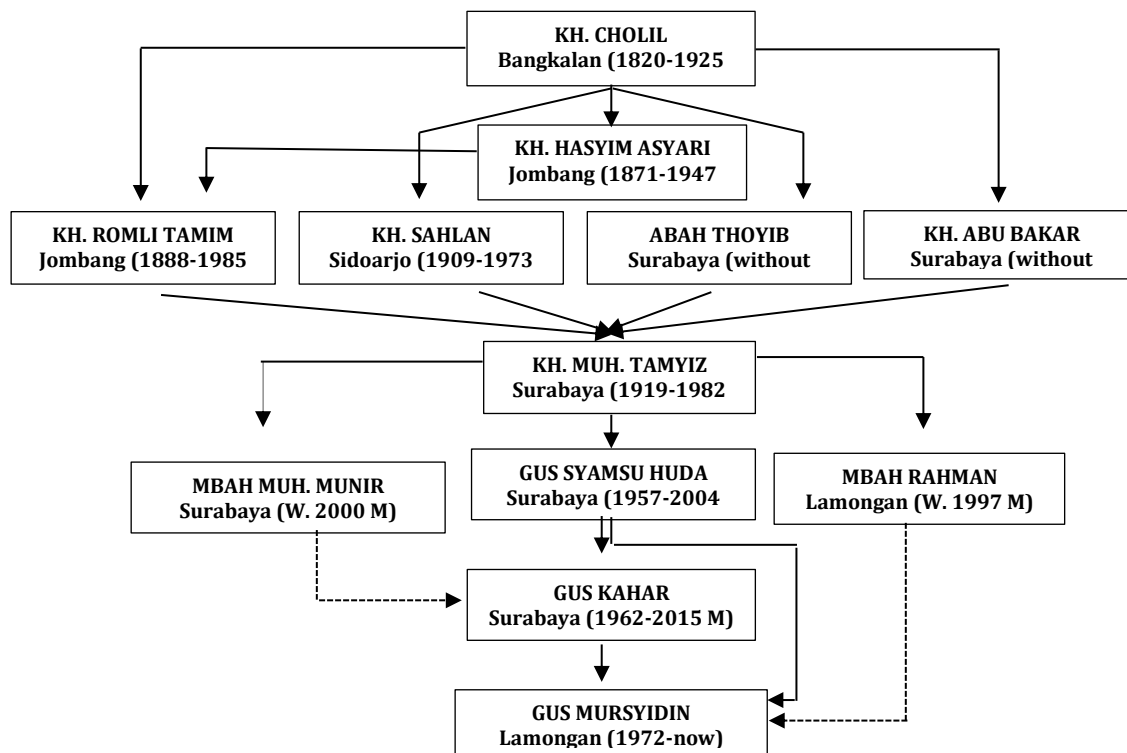 KH. CHOLIL
Bangkalan (1820-1925
KH. HASYIM ASYARI
Jombang (1871-1947
KH. ROMLI TAMIM
Jombang (1888-1985
KH. SAHLAN
Sidoarjo (1909-1973
ABAH THOYIB
Surabaya (without
KH. ABU BAKAR
Surabaya (without
KH. MUH. TAMYIZ
Surabaya (1919-1982
MBAH MUH. MUNIR
Surabaya (W. 2000 M)
GUS SYAMSU HUDA
Surabaya (1957-2004
MBAH RAHMAN
Lamongan (W. 1997 M)
GUS KAHAR
Surabaya (1962-2015 M)
GUS MURSYIDIN
Lamongan (1972-now)